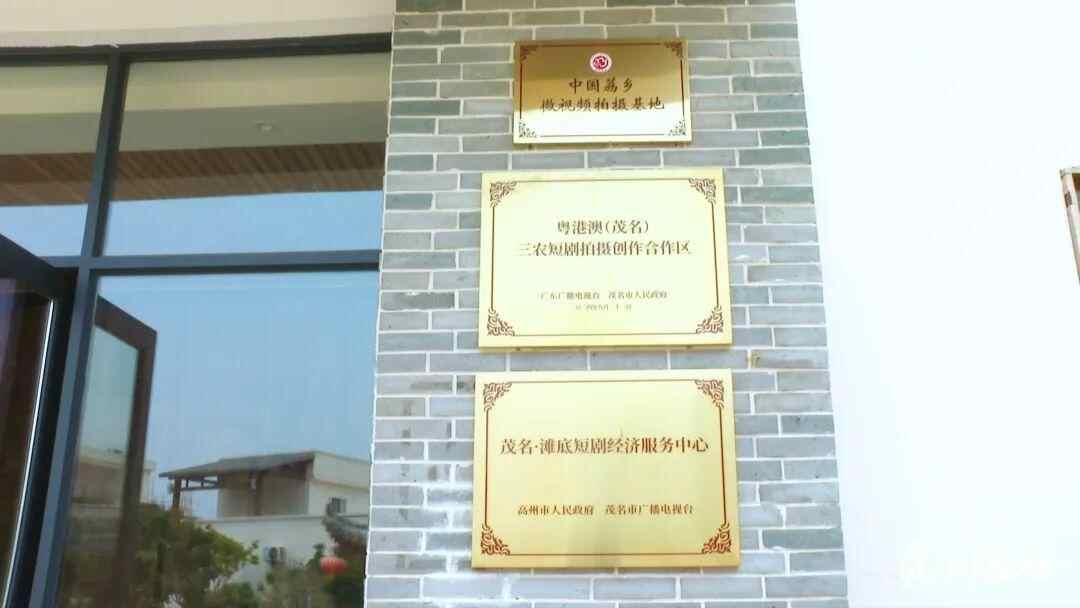 中国荔乡
微视频拍摄基地
粤港澳(茂名)
三农短剧拍摄创作合作区
广东广播电视台 茂名市人民政府
茂名·滩底短剧经济服务中心
高州市人民政府 茂名市广播电视台